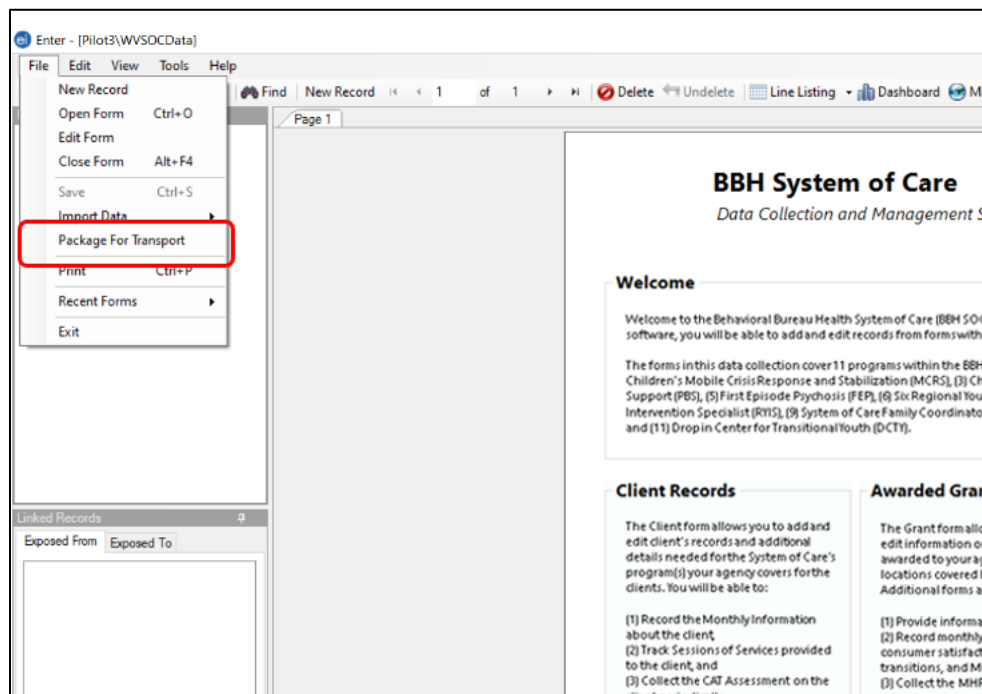 ei Enter - [Pilot3\WVSOCData]
File Edit View Tools Help
Find New Record 1 of 1 Delete Undelete Line Listing Dashboard
New Record
Open Form Ctrl+O
Edit Form
Close Form Alt+F4
Save Ctrl+S
Import Data
Package For Transport
Print Ctrl+P
Recent Forms
Exit
Page 1
BBH System of Care
Data Collection and Management
Welcome
Welcome to the Behavioral Bureau Health System of Care (BBH SOC
software, you will be able to add and edit records from forms with
The forms in this data collection cover 11 programs within the BBH
Children's Mobile Crisis Response and Stabilization (MCRS), (3)
Support (PBS), (5) First Episode Psychosis (FEP), (6) Six Regional
Intervention Specialist (RYIS), (9) System of Care Family
and (11) Drop in Center for Transitional Youth (DCTY).
Client Records
The Client form allows you to add and
edit client's records and additional
details needed for the System of Care's
program(s) your agency covers for the
clients. You will be able to:
(1) Record the Monthly Information
about the client,
(2) Track Sessions of Services provided
to the client, and
(3) Collect the CAT Assessment on the
Awarded
The Grant form
edit information
awarded to your
locations covered
Additional forms
(1) Provide
(2) Record monthly
consumer
transitions, and
(3) Collect the
Linked Records
Exposed From Exposed To